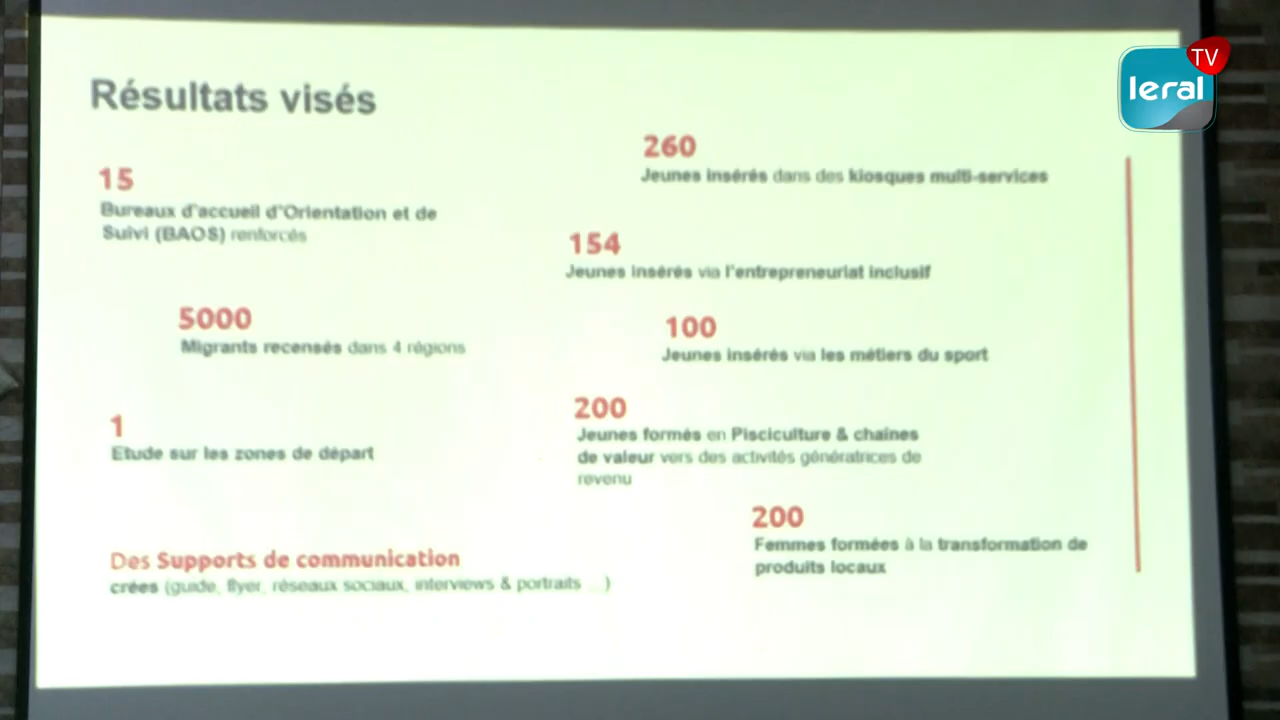 Résultats visés
15
Bureaux d'accueil d'Orientation et de
Suivi (BAOS) renforcés
5000
Migrants recensés dans 4 régions
1
Etude sur les zones de départ
Des Supports de communication
crées (guide, flyer, réseaux sociaux, interviews & portraits ...)
260
Jeunes insérés dans des kiosques multi-services
154
Jeunes insérés via l'entrepreneuriat inclusif
100
Jeunes insérés via les métiers du sport
200
Jeunes formés en Pisciculture & chaines
de valeur vers des activités génératrices de
revenu
200
Femmes formées à la transformation de
produits locaux
leral TV